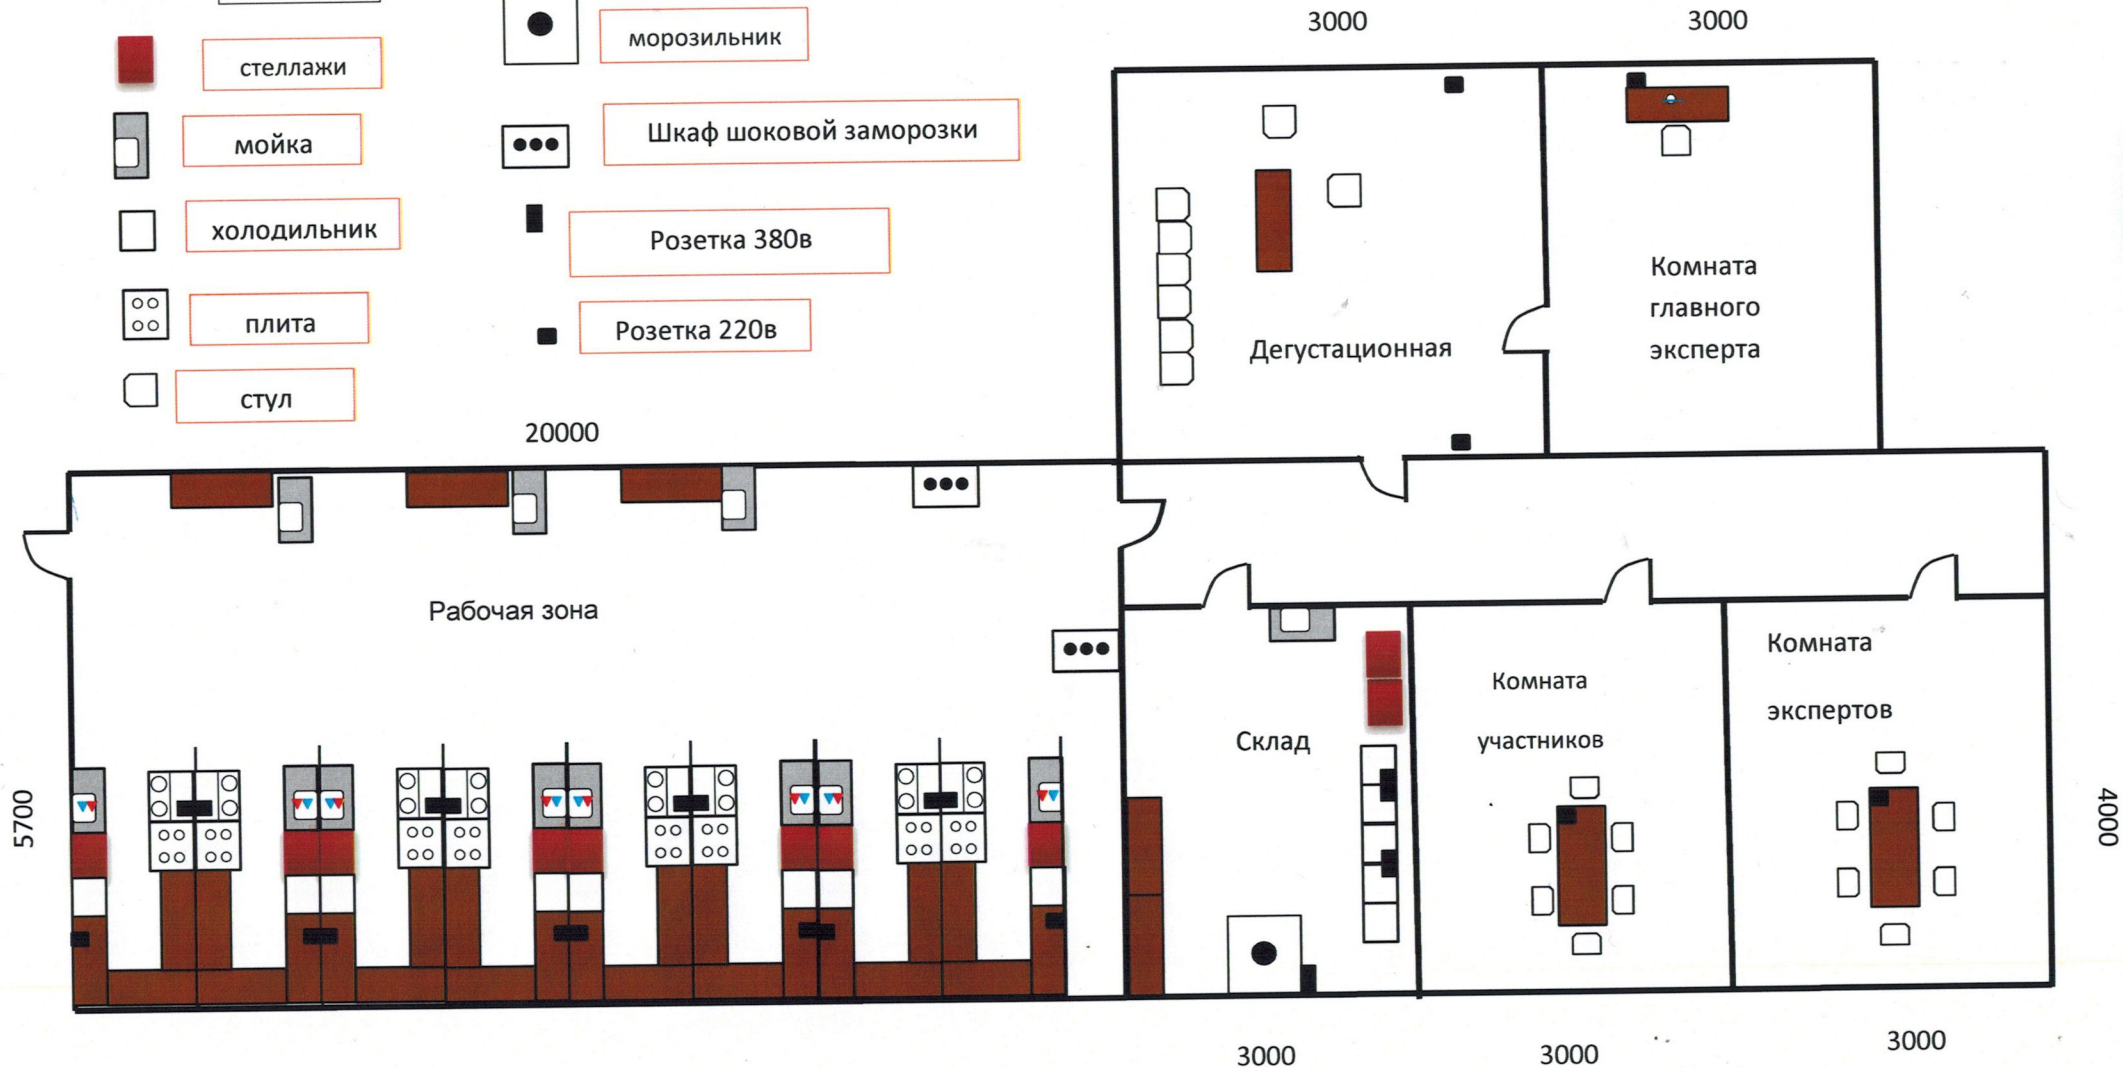 стеллажи
мойка
холодильник
плита
стул
морозильник
Шкаф шоковой заморозки
Розетка 380в
Розетка 220в
3000
3000
Дегустационная
Комната
главного
эксперта
20000
5700
Рабочая зона
Склад
Комната
участников
Комната
экспертов
4000
3000
3000
3000